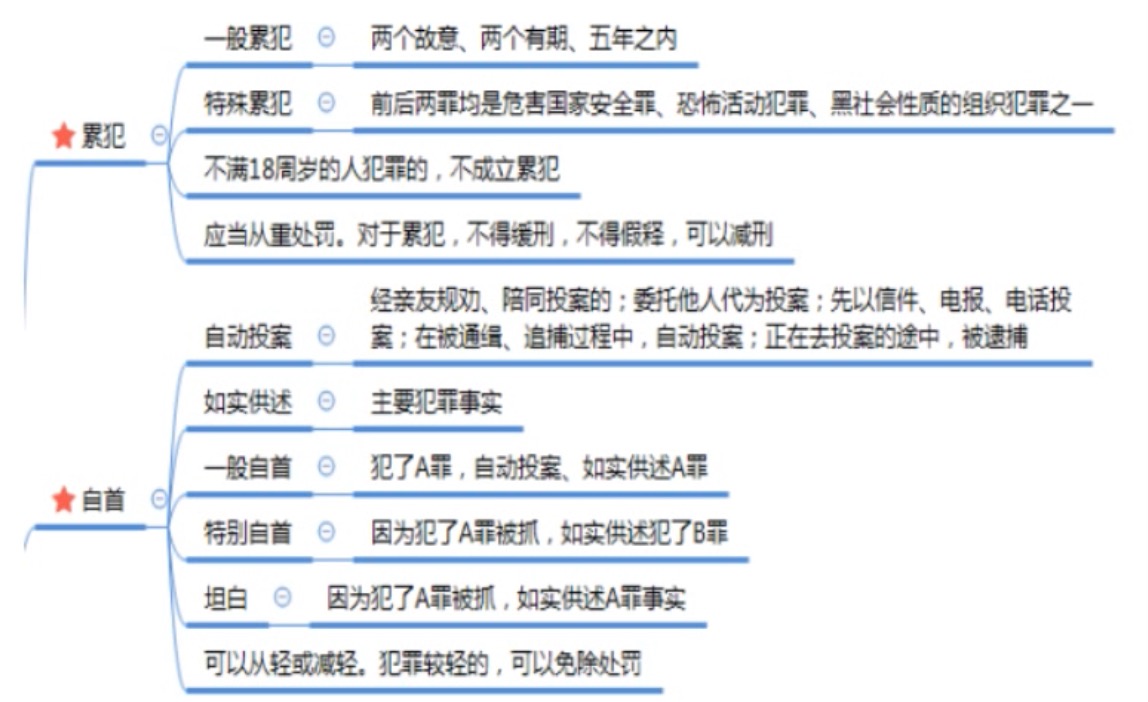 累犯
一般累犯
两个故意、两个有期、五年之内
特殊累犯
前后两罪均是危害国家安全罪、恐怖活动犯罪、黑社会性质的组织犯罪之一
不满18周岁的人犯罪的，不成立累犯
应当从重处罚。对于累犯，不得缓刑，不得假释，可以减刑
自首
自动投案
经亲友规劝、陪同投案的；委托他人代为投案；先以信件、电报、电话投
案；在被通缉、追捕过程中，自动投案；正在去投案的途中，被逮捕
如实供述
主要犯罪事实
一般自首
犯了A罪，自动投案、如实供述A罪
特别自首
因为犯了A罪被抓，如实供述犯了B罪
坦白
因为犯了A罪被抓，如实供述A罪事实
可以从轻或减轻。犯罪较轻的，可以免除处罚